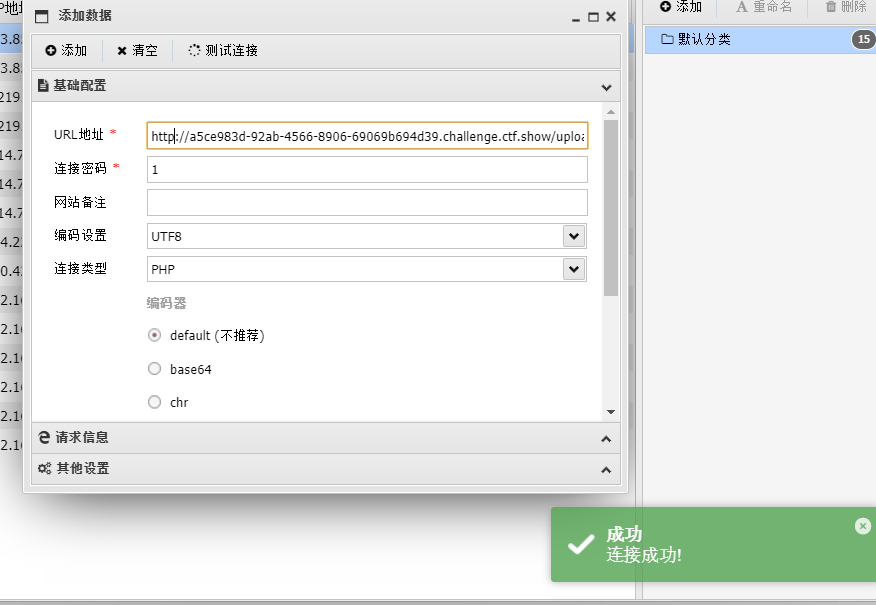 P地
添加数据
添加
重命名
删除
3.8
添加
清空
测试连接
默认分类
15
3.8
219
基础配置
219
URL地址 *
http://a5ce983d-92ab-4566-8906-69069b694d39.challenge.ctf.show/uploa
14.7
连接密码 *
1
14.7
网站备注
14.7
编码设置
UTF8
4.2
连接类型
PHP
0.4
编码器
2.1
default (不推荐)
2.1
base64
2.1
chr
2.1
请求信息
2.1
其他设置
2.1
成功
连接成功!